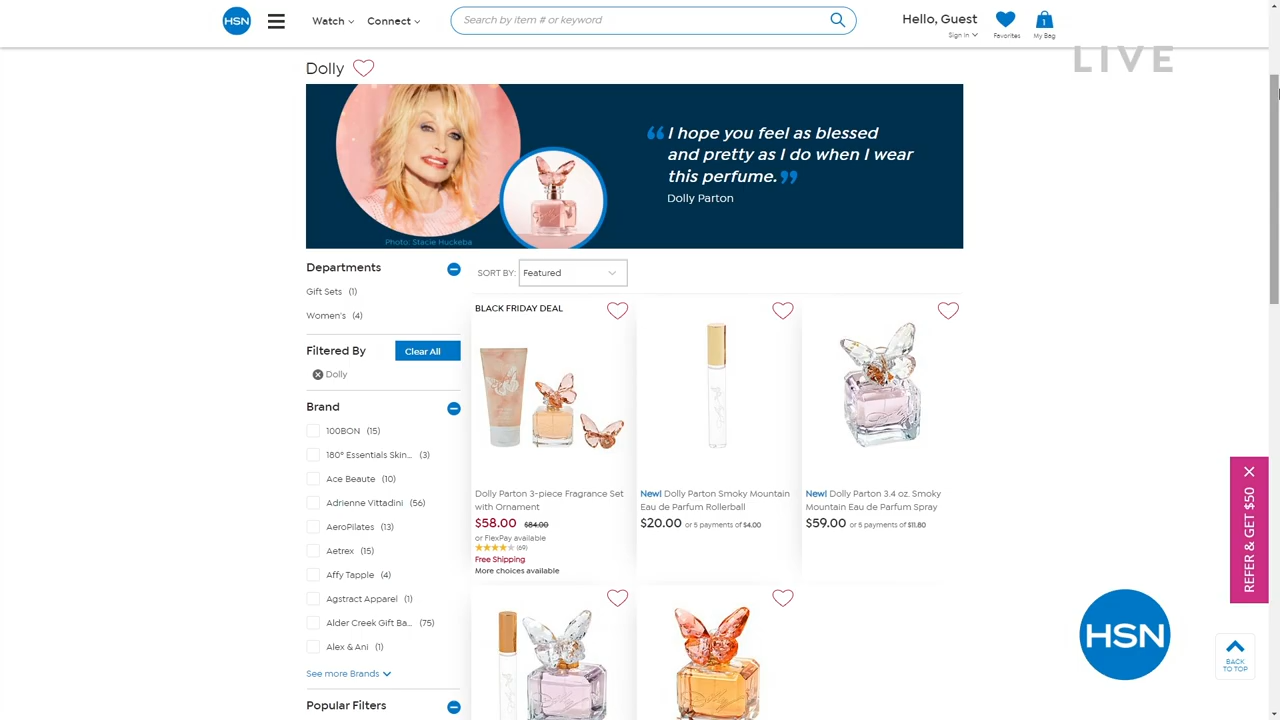 HSN
Watch
Connect
Search by item # or keyword
Hello, Guest
Sign In
Favorites
1
My Bag
LIVE
Dolly
“ I hope you feel as blessed
and pretty as I do when I wear
this perfume. ”
Dolly Parton
Photo: Stacie Huckeba
Departments
Gift Sets (1)
Women's (4)
Filtered By
Clear All
Dolly
Brand
100BON (15)
180° Essentials Skin... (3)
Ace Beaute (10)
Adrienne Vittadini (56)
AeroPilates (13)
Aetrex (15)
Affy Tapple (4)
Agstract Apparel (1)
Alder Creek Gift Ba... (75)
Alex & Ani (1)
See more Brands
Popular Filters
SORT BY: Featured
BLACK FRIDAY DEAL
Dolly Parton 3-piece Fragrance Set
with Ornament
$58.00 $84.00
or FlexPay available
(69)
Free Shipping
More choices available
New! Dolly Parton Smoky Mountain
Eau de Parfum Rollerball
$20.00 or 5 payments of $4.00
New! Dolly Parton 3.4 oz. Smoky
Mountain Eau de Parfum Spray
$59.00 or 5 payments of $11.80
REFER & GET $50
HSN
BACK
TO TOP